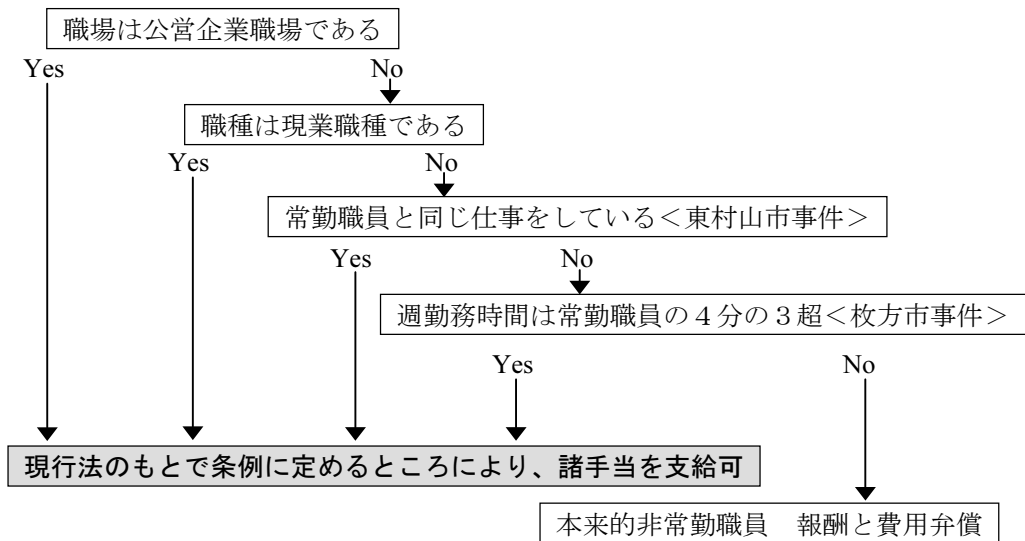 職場は公営企業職場である
Yes
No
職種は現業職種である
Yes
No
常勤職員と同じ仕事をしている＜東村山市事件＞
Yes
No
週勤務時間は常勤職員の４分の３超＜枚方市事件＞
Yes
No
現行法のもとで条例に定めるところにより、諸手当を支給可
本来的非常勤職員　報酬と費用弁償